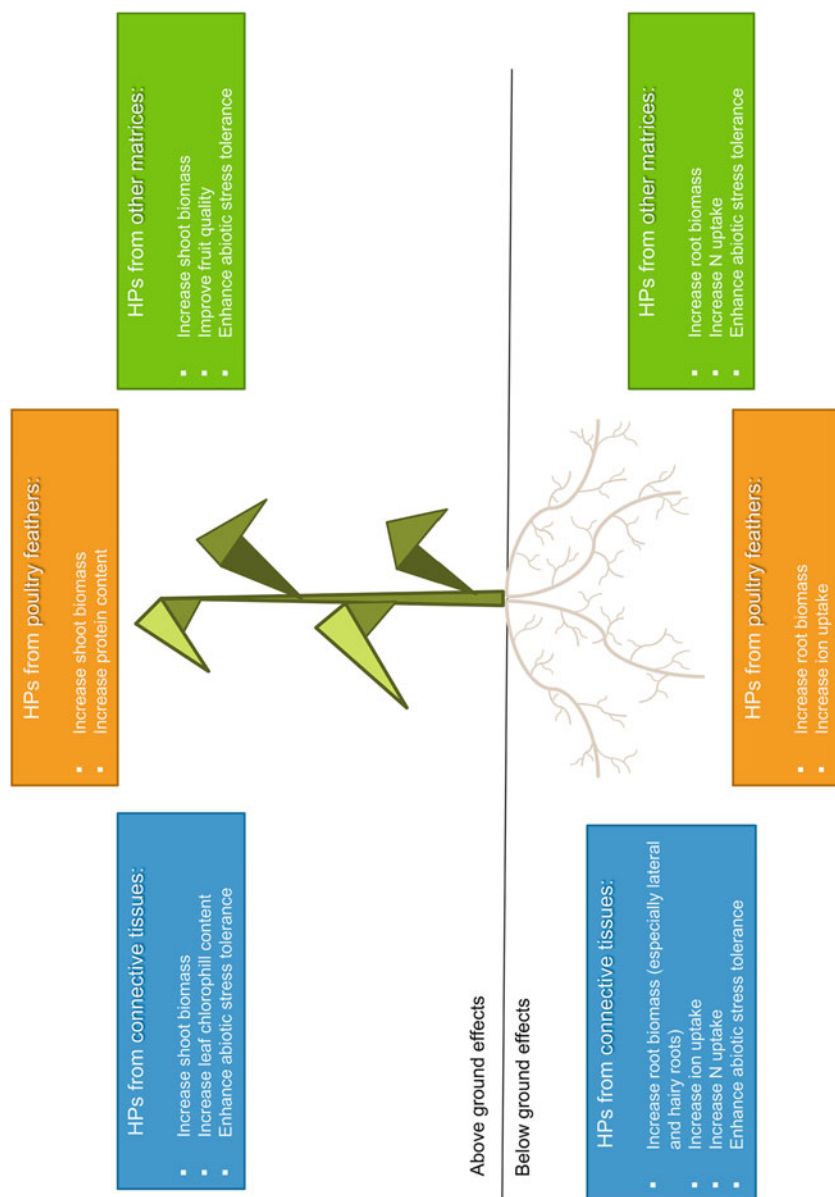 HPs from connective tissues:
▪ Increase shoot biomass
▪ Increase leaf chlorophill content
▪ Enhance abiotic stress tolerance
HPs from poultry feathers:
▪ Increase shoot biomass
▪ Increase protein content
HPs from other matrices:
▪ Increase shoot biomass
▪ Improve fruit quality
▪ Enhance abiotic stress tolerance
Above ground effects
Below ground effects
HPs from connective tissues:
▪ Increase root biomass (especially lateral
and hairy roots)
▪ Increase ion uptake
▪ Increase N uptake
▪ Enhance abiotic stress tolerance
HPs from poultry feathers:
▪ Increase root biomass
▪ Increase ion uptake
HPs from other matrices:
▪ Increase root biomass
▪ Increase N uptake
▪ Enhance abiotic stress tolerance